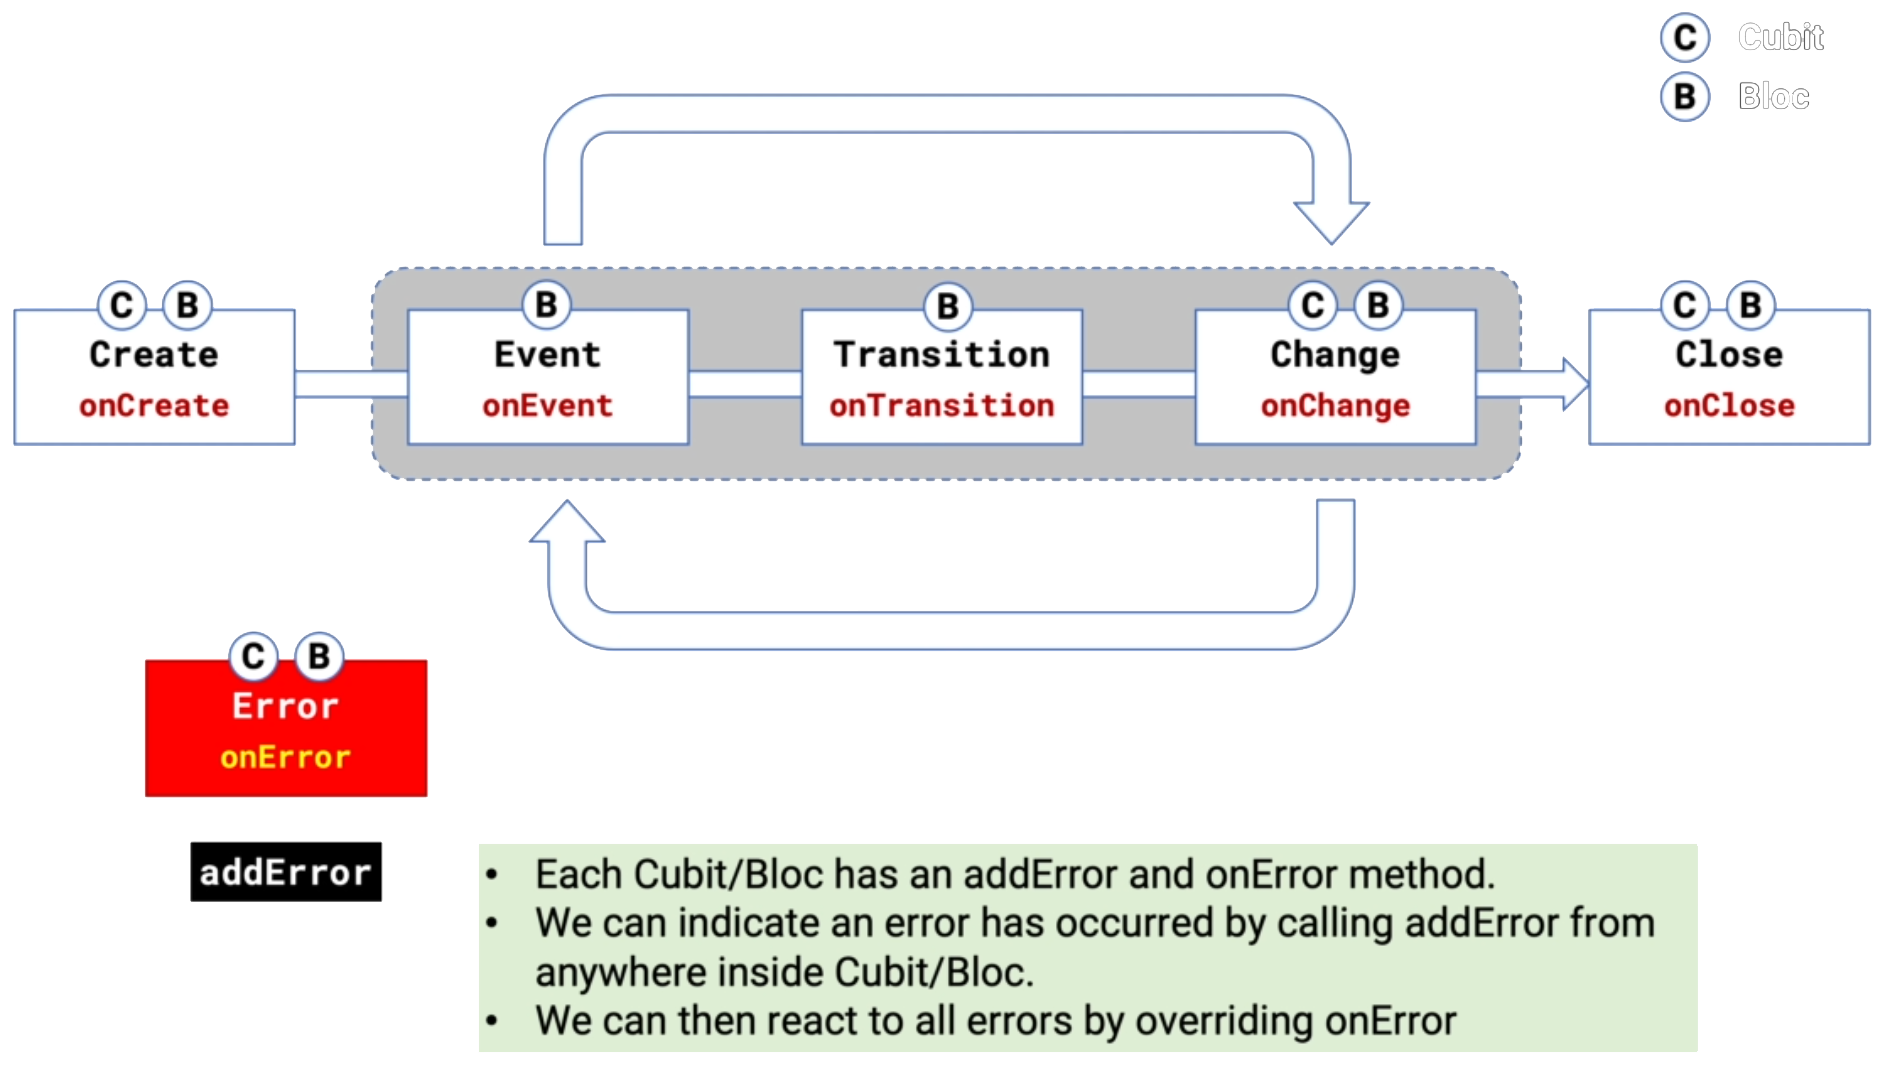 C Cubit
B Bloc
C B
Create
onCreate
B
Event
onEvent
B
Transition
onTransition
C B
Change
onChange
C B
Close
onClose
C B
Error
onError
addError
• Each Cubit/Bloc has an addError and onError method.
• We can indicate an error has occurred by calling addError from
anywhere inside Cubit/Bloc.
• We can then react to all errors by overriding onError